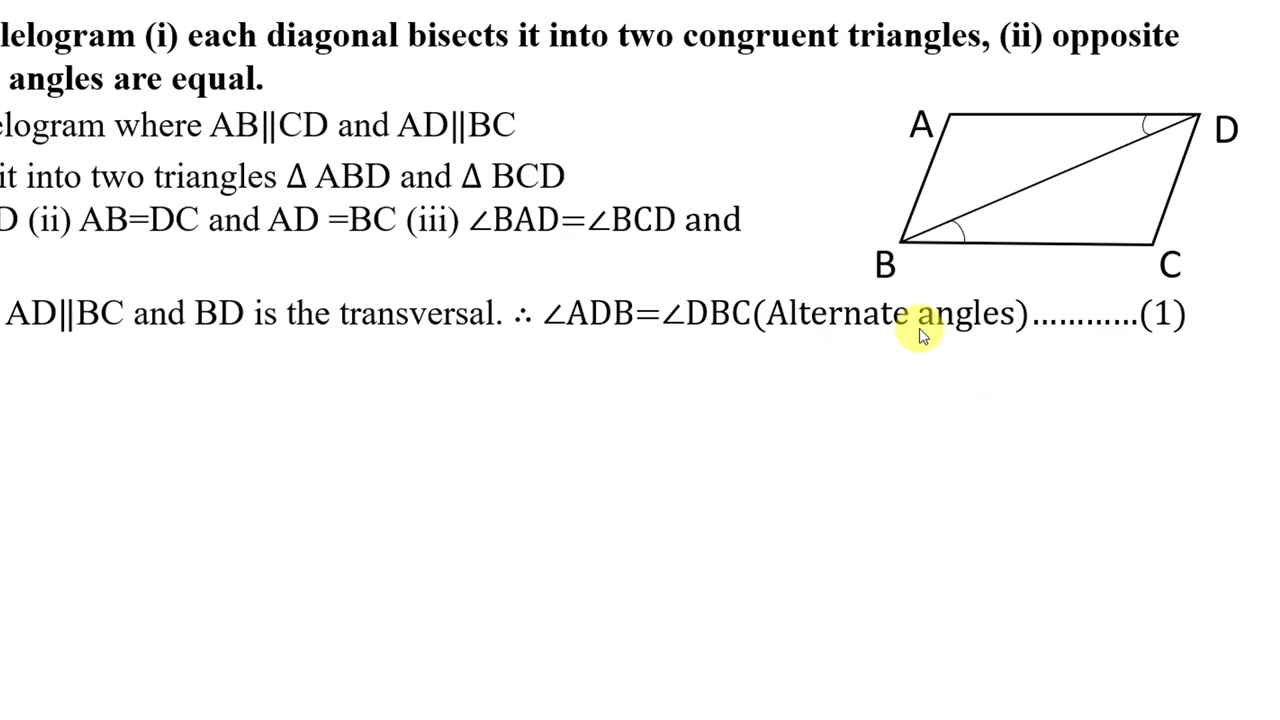 lelogram (i) each diagonal bisects it into two congruent triangles, (ii) opposite
angles are equal.
elogram where AB∥CD and AD∥BC
it into two triangles Δ ABD and Δ BCD
D (ii) AB=DC and AD =BC (iii) ∠BAD=∠BCD and
A
D
B
C
AD∥BC and BD is the transversal. ∴ ∠ADB=∠DBC(Alternate angles)............(1)